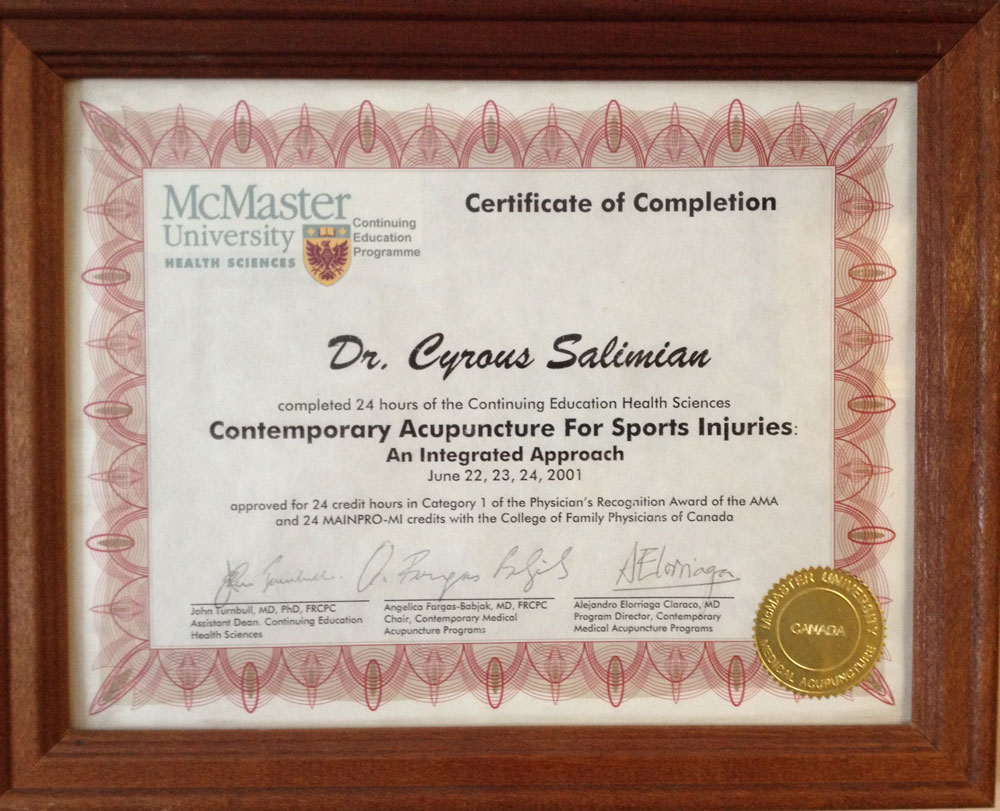 McMaster
University
HEALTH SCIENCES
Continuing
Education
Programme
Certificate of Completion
Dr. Cyrous Salimian
completed 24 hours of the Continuing Education Health Sciences
Contemporary Acupuncture For Sports Injuries:
An Integrated Approach
June 22, 23, 24, 2001
approved for 24 credit hours in Category 1 of the Physician's Recognition Award of the AMA
and 24 MAINPRO-MI credits with the College of Family Physicians of Canada
AElorriaga
John Turnbull, MD, PhD, FRCPC
Assistant Dean. Continuing Education
Health Sciences
Angelica Fargas-Babjak, MD, FRCPC
Chair, Contemporary Medical
Acupuncture Programs
Alejandro Elorriaga Claraco, MD
Program Director, Contemporary
Medical Acupuncture Programs
McMASTER UNIVERSITY
CANADA
MEDICAL ACUPUNCTURE